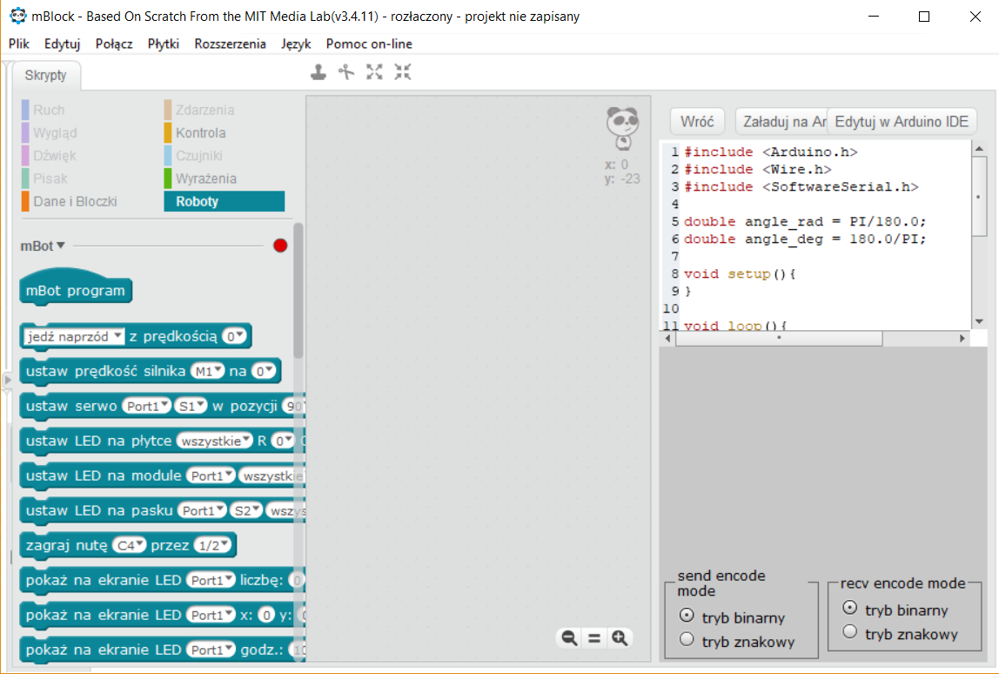 mBlock - Based On Scratch From the MIT Media Lab(v3.4.11) - rozłaczony - projekt nie zapisany
Plik Edytuj Połącz Płytki Rozszerzenia Język Pomoc on-line
Skrypty
Ruch Zdarzenia
Wygląd Kontrola
Dźwięk Czujniki
Pisak Wyrażenia
Dane i Bloczki Roboty
mBot
mBot program
jedź naprzód z prędkością 0
ustaw prędkość silnika M1 na 0
ustaw serwo Port1 S1 w pozycji 90
ustaw LED na płytce wszystkie R 0
ustaw LED na module Port1 wszystkie
ustaw LED na pasku Port1 S2 wszys
zagraj nutę C4 przez 1/2
pokaż na ekranie LED Port1 liczbę: 0
pokaż na ekranie LED Port1 x: 0 y: 0
pokaż na ekranie LED Port1 godz.: 10
x: 0
y: -23
Wróć Załaduj na Ar Edytuj w Arduino IDE
1 #include <Arduino.h>
2 #include <Wire.h>
3 #include <SoftwareSerial.h>
4
5 double angle_rad = PI/180.0;
6 double angle_deg = 180.0/PI;
7
8 void setup(){
9 }
10
11 void loop(){
send encode
mode
tryb binarny
tryb znakowy
recv encode mode
tryb binarny
tryb znakowy